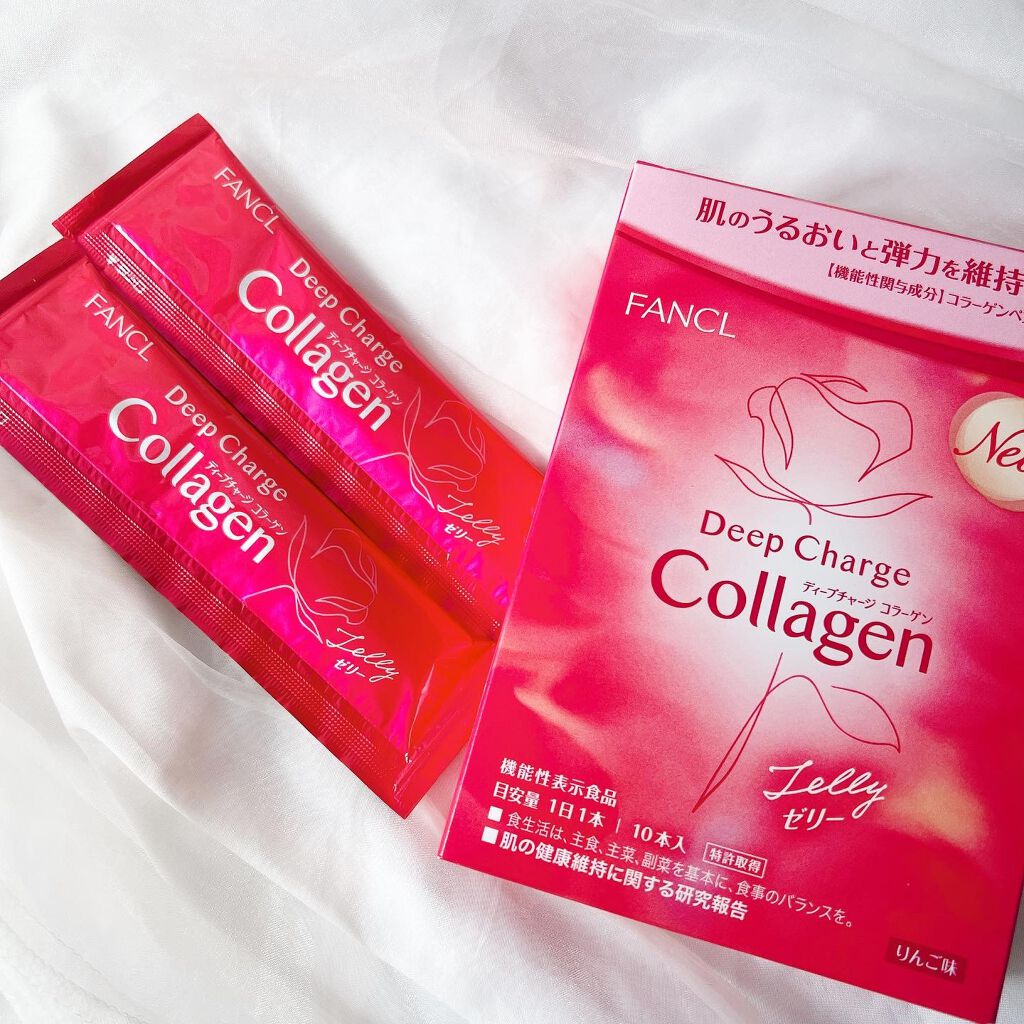 FANCL
Deep Charge
ディープチャージ コラーゲン
Collagen
Jelly
ゼリー
FANCL
Deep Charge
ディープチャージ コラーゲン
Collagen
Jelly
ゼリー
肌のうるおいと弾力を維持
【機能性関与成分】コラーゲンペ
FANCL
New
Deep Charge
ディープチャージ コラーゲン
Collagen
Jelly
ゼリー
機能性表示食品
目安量 1日1本 | 10本入
特許取得
■ 食生活は、主食、主菜、副菜を基本に、食事のバランスを。
■ 肌の健康維持に関する研究報告
りんご味